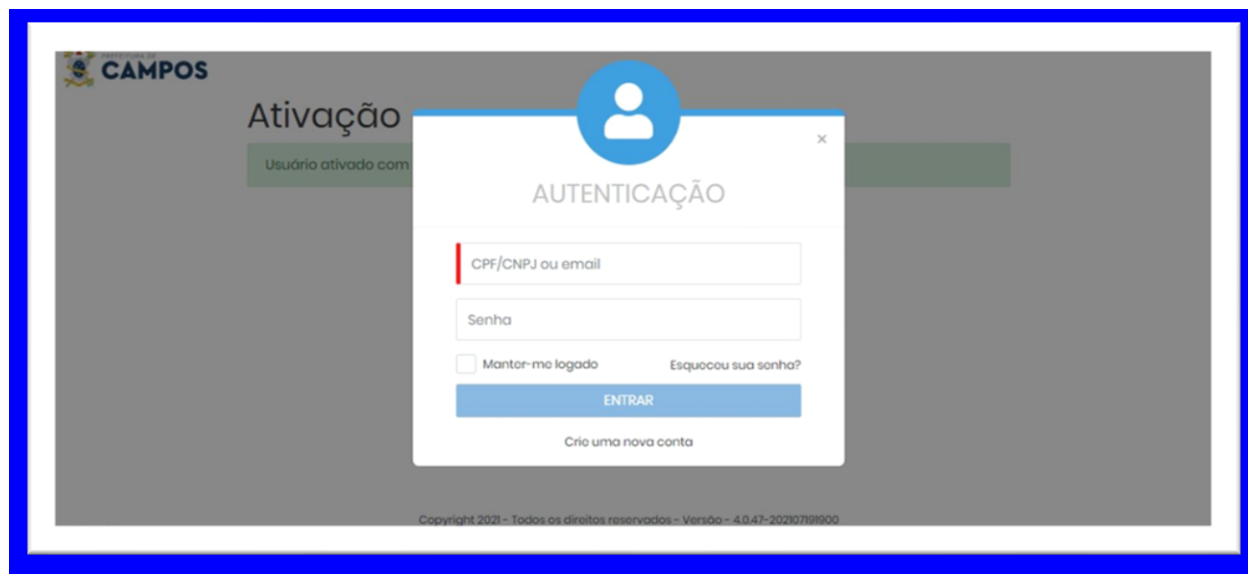 PREFEITURA DE
CAMPOS
Ativação
Usuário ativado com
×
AUTENTICAÇÃO
CPF/CNPJ ou email
Senha
Manter-me logado
Esqueceu sua senha?
ENTRAR
Crie uma nova conta
Copyright 2021 - Todos os direitos reservados - Versão - 4.0.47-202107191900